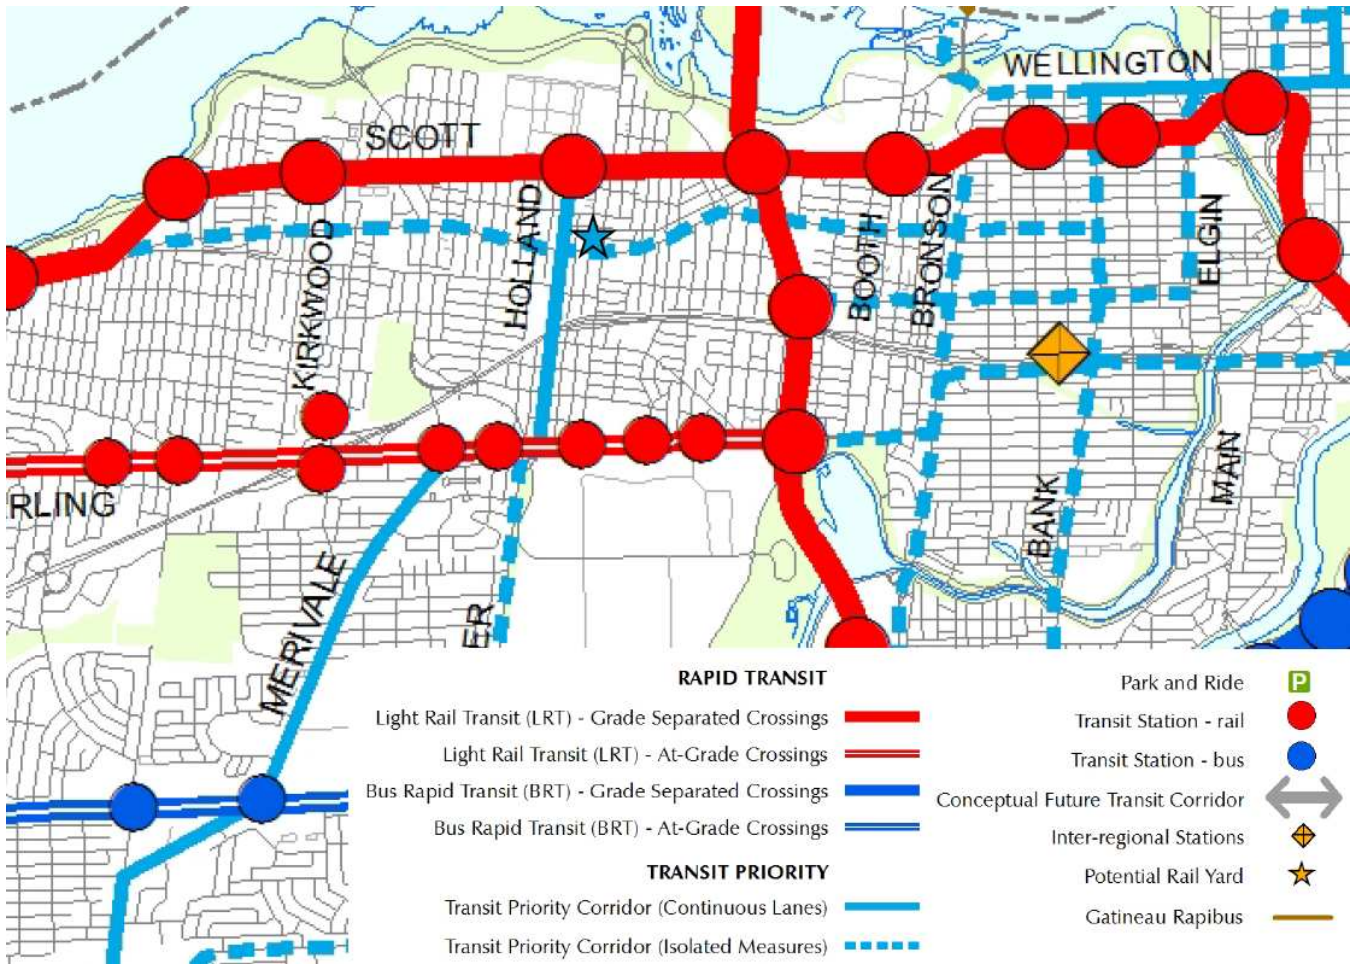 WELLINGTON
SCOTT
KIRKWOOD
HOLLAND
BOOTH
BRONSON
ELGIN
RLING
MERIVALE
ER
BANK
MAIN
RAPID TRANSIT
Light Rail Transit (LRT) - Grade Separated Crossings
Light Rail Transit (LRT) - At-Grade Crossings
Bus Rapid Transit (BRT) - Grade Separated Crossings
Bus Rapid Transit (BRT) - At-Grade Crossings
TRANSIT PRIORITY
Transit Priority Corridor (Continuous Lanes)
Transit Priority Corridor (Isolated Measures)
Park and Ride
P
Transit Station - rail
Transit Station - bus
Conceptual Future Transit Corridor
Inter-regional Stations
Potential Rail Yard
Gatineau Rapibus